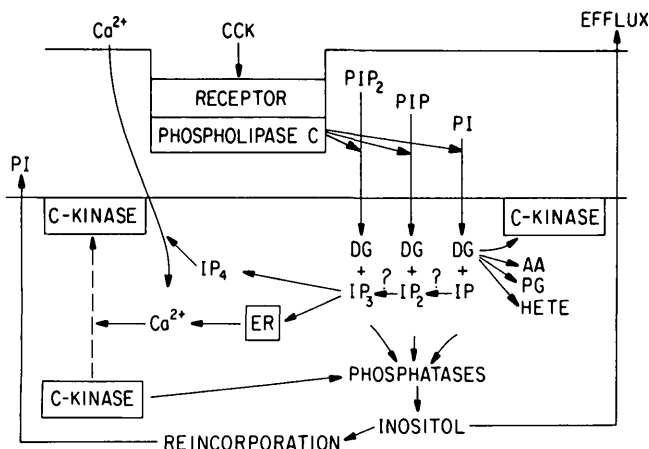 EFFLUX
Ca²⁺
CCK
RECEPTOR
PHOSPHOLIPASE C
PIP₂
PIP
PI
PI
C-KINASE
C-KINASE
DG
DG
DG
+
+
+
IP₃
?
IP₂
?
IP
AA
PG
HETE
IP₄
Ca²⁺
ER
C-KINASE
PHOSPHATASES
INOSITOL
REINCORPORATION